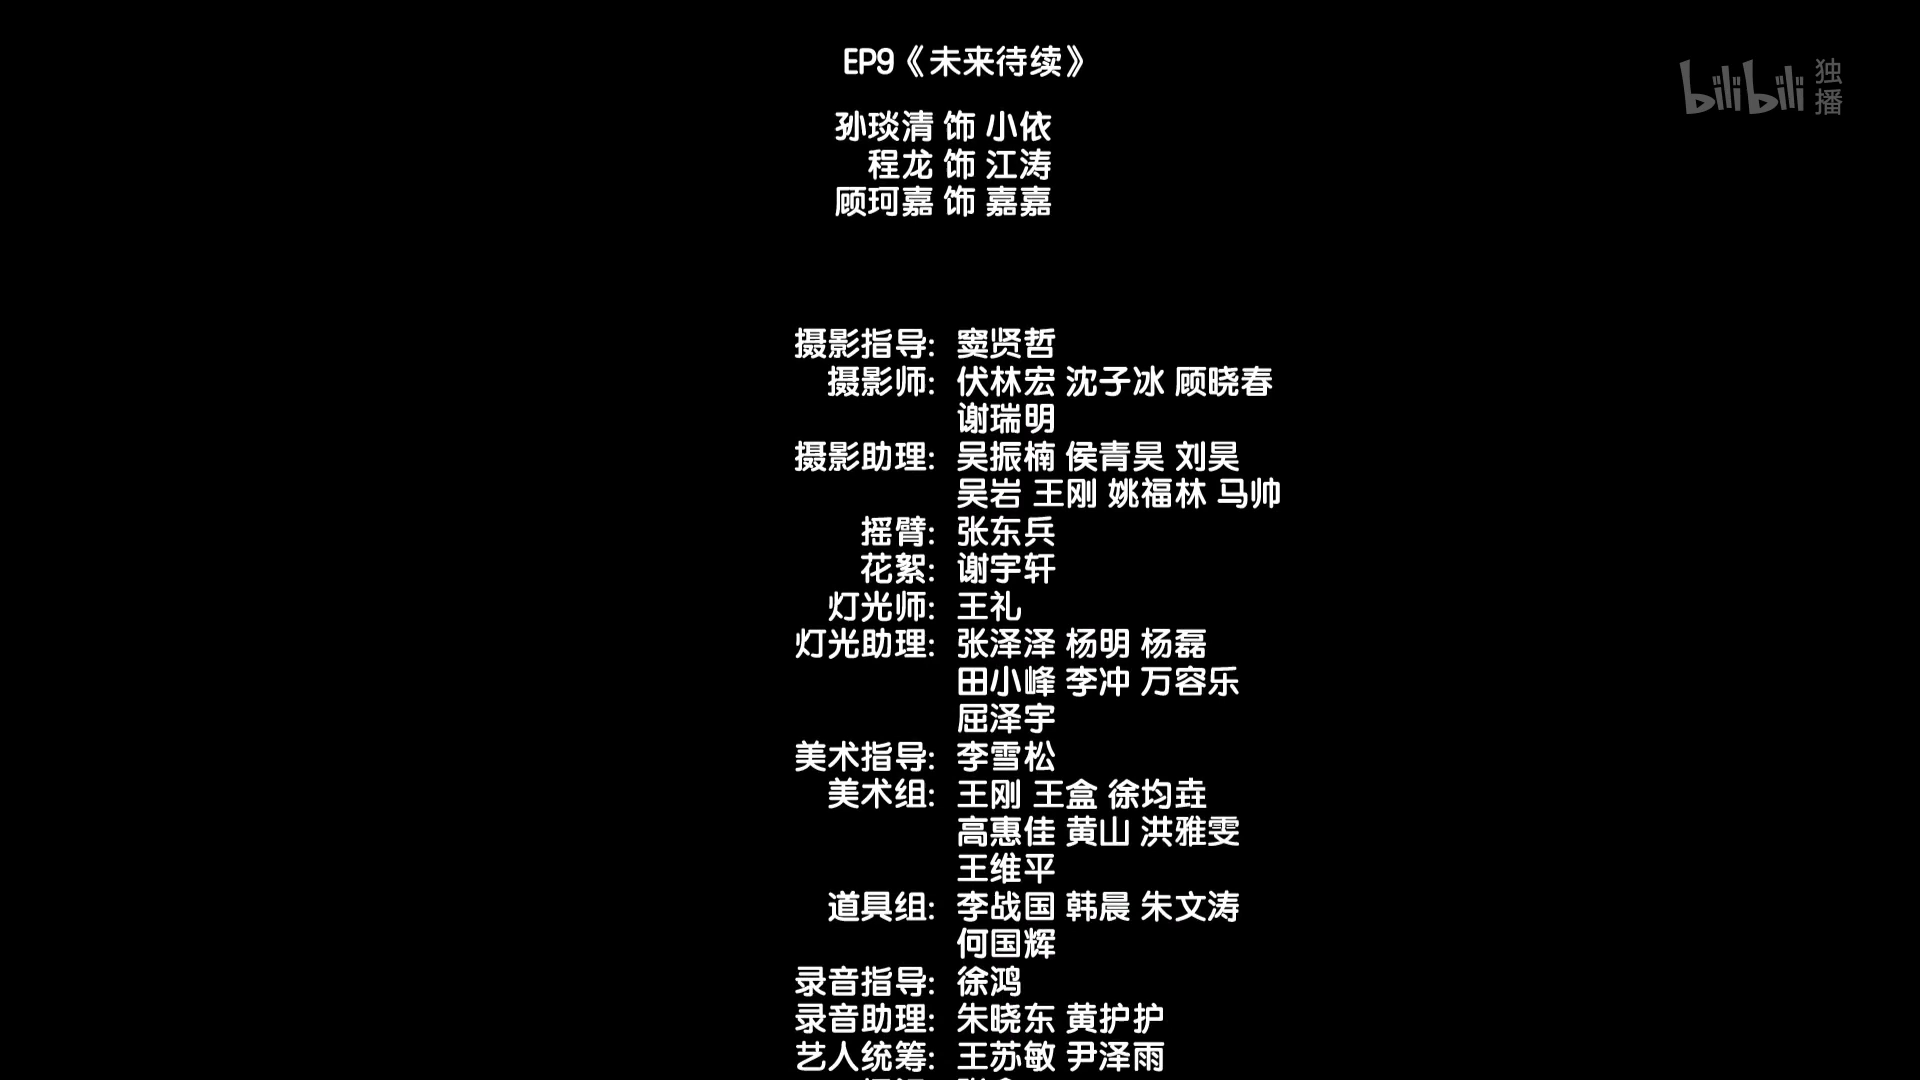 EP9《未来待续》
bilibili 独播
孙琰清 饰 小依
程龙 饰 江涛
顾珂嘉 饰 嘉嘉
摄影指导: 窦贤哲
摄影师: 伏林宏 沈子冰 顾晓春
谢瑞明
摄影助理: 吴振楠 侯青昊 刘昊
吴岩 王刚 姚福林 马帅
摇臂: 张东兵
花絮: 谢宇轩
灯光师: 王礼
灯光助理: 张泽泽 杨明 杨磊
田小峰 李冲 万容乐
屈泽宇
美术指导: 李雪松
美术组: 王刚 王盒 徐均垚
高惠佳 黄山 洪雅雯
王维平
道具组: 李战国 韩晨 朱文涛
何国辉
录音指导: 徐鸿
录音助理: 朱晓东 黄护护
艺人统筹: 王苏敏 尹泽雨